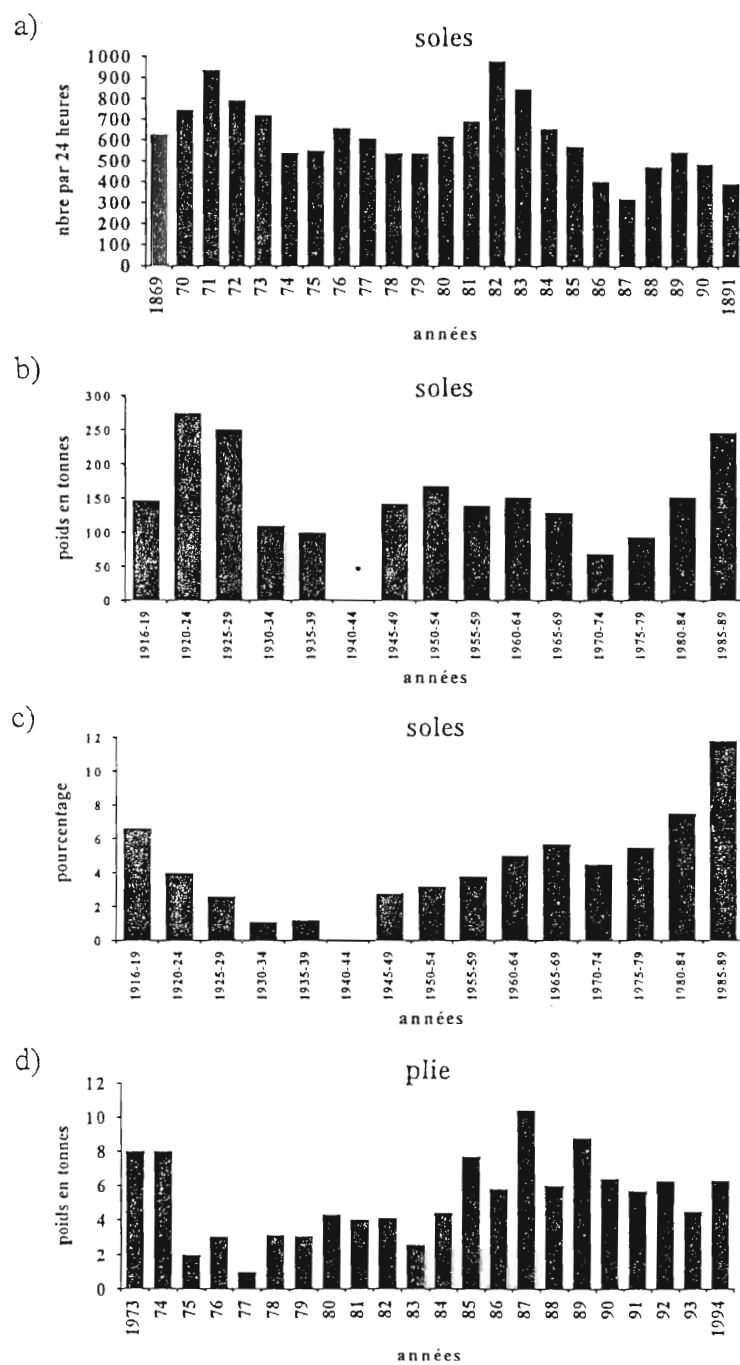 a)
soles
nbre par 24 heures
1000
900
800
700
600
500
400
300
200
100
0
1869 70 71 72 73 74 75 76 77 78 79 80 81 82 83 84 85 86 87 88 89 90 1891
années
b)
soles
poids en tonnes
300
250
200
150
100
50
0
1916-19 1920-24 1925-29 1930-34 1935-39 1940-44 1945-49 1950-54 1955-59 1960-64 1965-69 1970-74 1975-79 1980-84 1985-89
années
c)
soles
pourcentage
12
10
8
6
4
2
0
1916-19 1920-24 1925-29 1930-34 1935-39 1940-44 1945-49 1950-54 1955-59 1960-64 1965-69 1970-74 1975-79 1980-84 1985-89
années
d)
plie
poids en tonnes
12
10
8
6
4
2
0
1973 74 75 76 77 78 79 80 81 82 83 84 85 86 87 88 89 90 91 92 93 1994
années